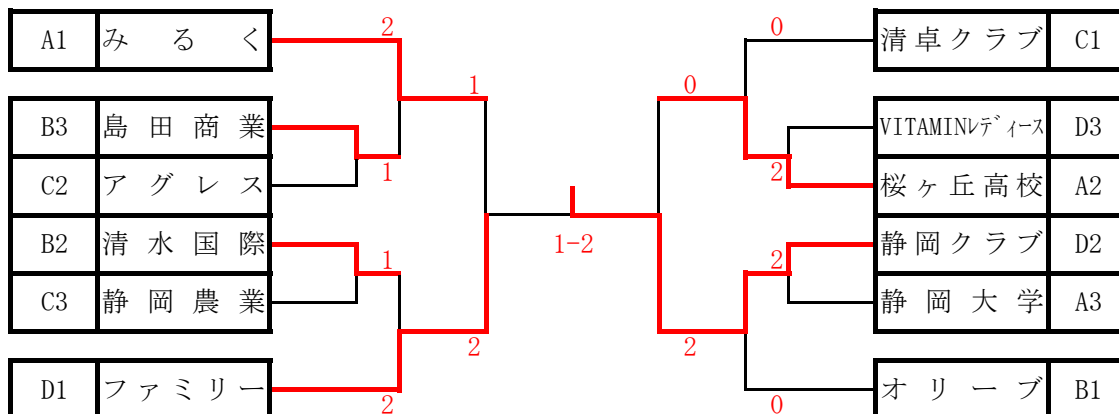 A1 みるく
B3 島田商業
C2 アグレス
B2 清水国際
C3 静岡農業
D1 ファミリー
2
1
1
1
2
2
1-2
0
0
2
2
2
0
清卓クラブ C1
VITAMINﾚﾃﾞｨｰｽ D3
桜ヶ丘高校 A2
静岡クラブ D2
静岡大学 A3
オリーブ B1